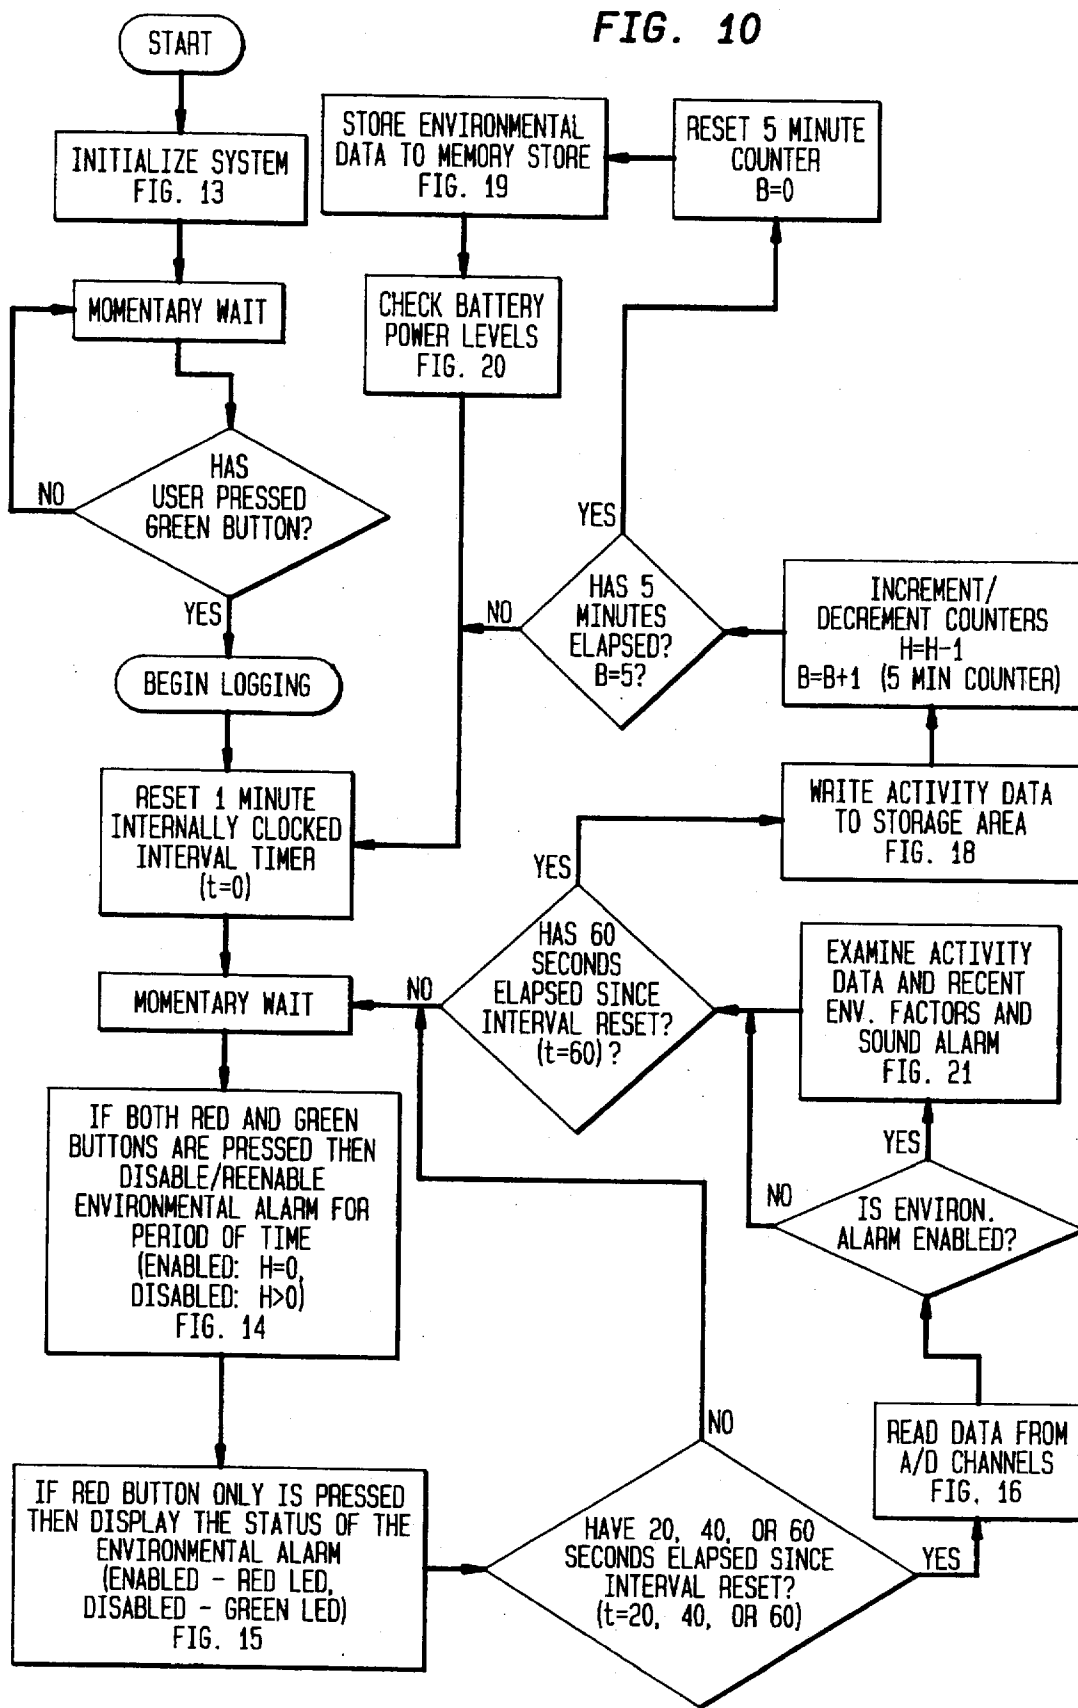 FIG. 10
START
INITIALIZE SYSTEM
FIG. 13
MOMENTARY WAIT
HAS
USER PRESSED
GREEN BUTTON?
NO
YES
BEGIN LOGGING
RESET 1 MINUTE
INTERNALLY CLOCKED
INTERVAL TIMER
(t=0)
MOMENTARY WAIT
IF BOTH RED AND GREEN
BUTTONS ARE PRESSED THEN
DISABLE/REENABLE
ENVIRONMENTAL ALARM FOR
PERIOD OF TIME
(ENABLED: H=0,
DISABLED: H>0)
FIG. 14
IF RED BUTTON ONLY IS PRESSED
THEN DISPLAY THE STATUS OF THE
ENVIRONMENTAL ALARM
(ENABLED - RED LED,
DISABLED - GREEN LED)
FIG. 15
HAVE 20, 40, OR 60
SECONDS ELAPSED SINCE
INTERVAL RESET?
(t=20, 40, OR 60)
NO
YES
READ DATA FROM
A/D CHANNELS
FIG. 16
IS ENVIRON.
ALARM ENABLED?
NO
YES
EXAMINE ACTIVITY
DATA AND RECENT
ENV. FACTORS AND
SOUND ALARM
FIG. 21
HAS 60
SECONDS
ELAPSED SINCE
INTERVAL RESET?
(t=60)?
NO
YES
WRITE ACTIVITY DATA
TO STORAGE AREA
FIG. 18
INCREMENT/
DECREMENT COUNTERS
H=H-1
B=B+1 (5 MIN COUNTER)
HAS 5
MINUTES
ELAPSED?
B=5?
NO
YES
RESET 5 MINUTE
COUNTER
B=0
STORE ENVIRONMENTAL
DATA TO MEMORY STORE
FIG. 19
CHECK BATTERY
POWER LEVELS
FIG. 20